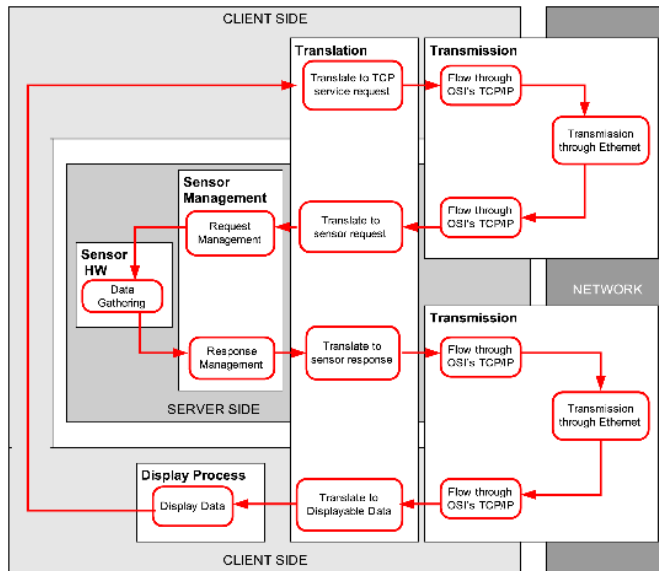 CLIENT SIDE
Translation
Transmission
Translate to TCP
service request
Flow through
OSI's TCP/IP
Transmission
through Ethernet
Sensor
Management
Request
Management
Translate to
sensor request
Flow through
OSI's TCP/IP
Sensor
HW
Data
Gathering
NETWORK
Transmission
Response
Management
Translate to
sensor response
Flow through
OSI's TCP/IP
Transmission
through Ethernet
SERVER SIDE
Display Process
Display Data
Translate to
Displayable Data
Flow through
OSI's TCP/IP
CLIENT SIDE